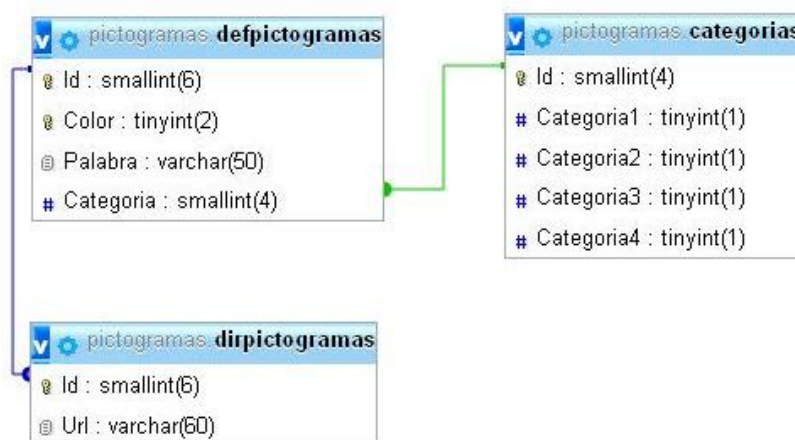 pictogramas defpictogramas
Id : smallint(6)
Color : tinyint(2)
Palabra : varchar(50)
# Categoria : smallint(4)
pictogramas categorias
Id : smallint(4)
# Categoria1 : tinyint(1)
# Categoria2 : tinyint(1)
# Categoria3 : tinyint(1)
# Categoria4 : tinyint(1)
pictogramas dirpictogramas
Id : smallint(6)
Url : varchar(60)